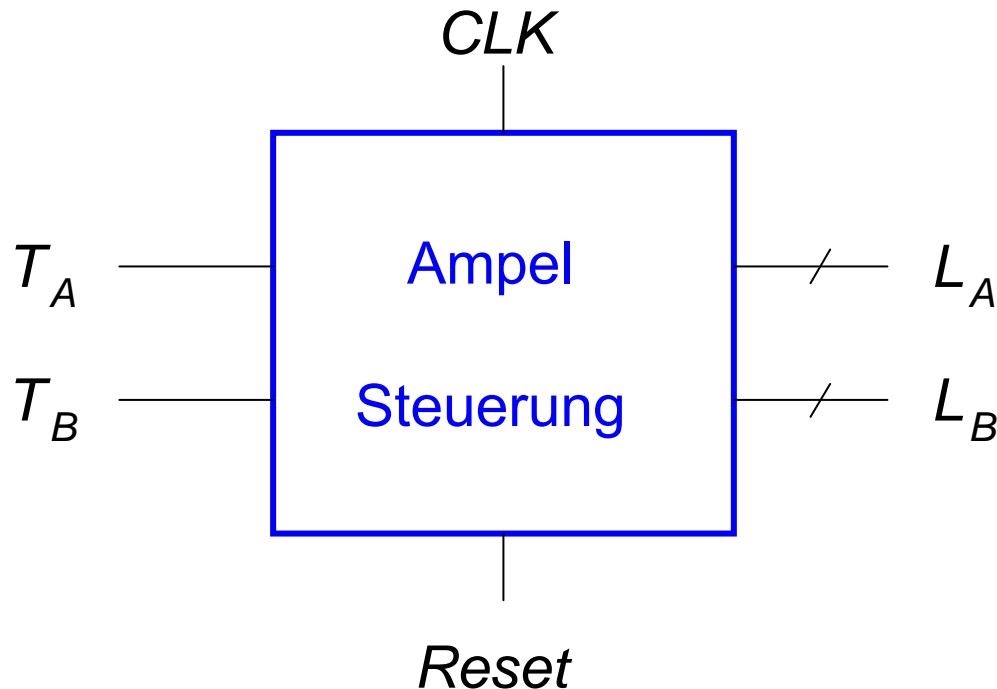 CLK
T_A
Ampel
L_A
T_B
Steuerung
L_B
Reset